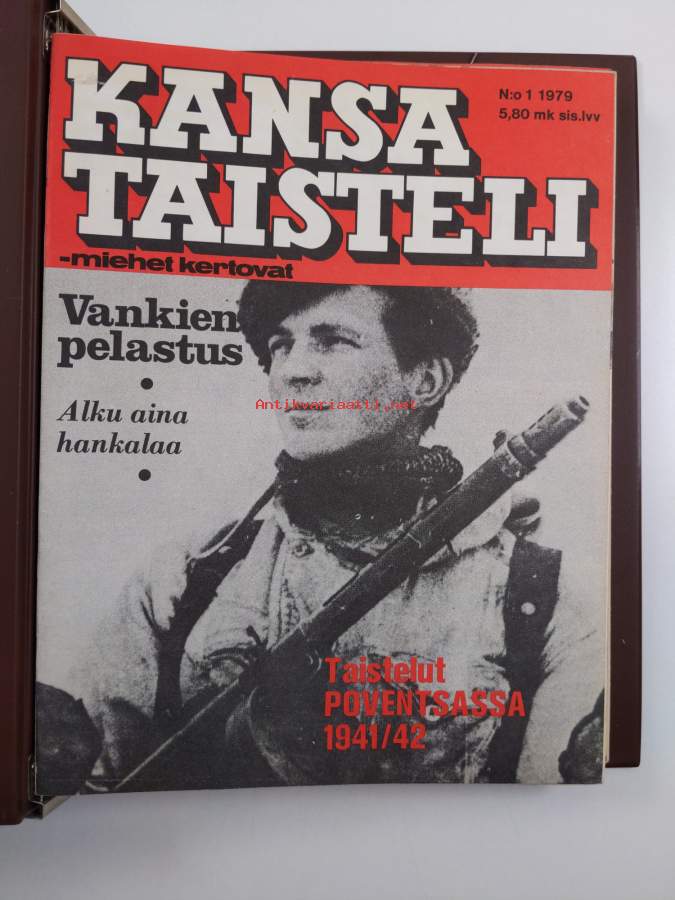 KANSA
TAISTELI
-miehet kertovat
N:o 1 1979
5,80 mk sis.lvv
Vankien
pelastus
•
Alku aina
hankalaa
•
Antikvariaatti.net
Taistelut
POVENTSASSA
1941/42